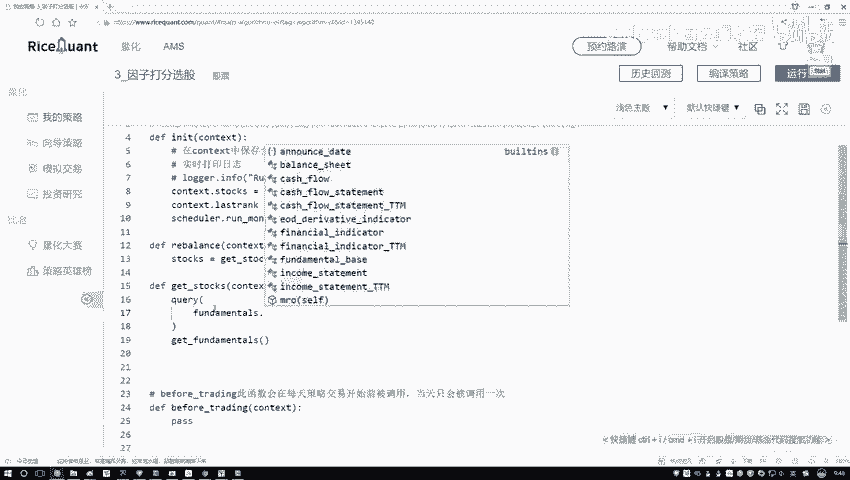 https://www.ricequant.com/quant/
RiceQuant
量化
AMS
预约路演
帮助文档
社区
3_因子打分选股
股票
历史回测
编译策略
运行
浅色主题
默认快捷键
我的策略
向导策略
模拟交易
投资研究
量化大赛
策略英雄榜
4 def init(context):
5 # 在context中保存
6 # 实时打印日志
7 # logger.info("Ru
8 context.stocks =
9 context.lastrank
10 scheduler.run_mon
11
12 def rebalance(context
13 stocks = get_stoc
14
15 def get_stocks(contex
16 query(
17 fundamentals.
18 )
19 get_fundamentals()
20
21
22
23 # before_trading此函数会在每天策略交易开始前被调用，当天只会被调用一次
24 def before_trading(context):
25 pass
26
27
announce_date builtins
balance_sheet
cash_flow
cash_flow_statement
cash_flow_statement_TTM
eod_derivative_indicator
financial_indicator
financial_indicator_TTM
fundamental_base
income_statement
income_statement_TTM
mro(self)
9:48